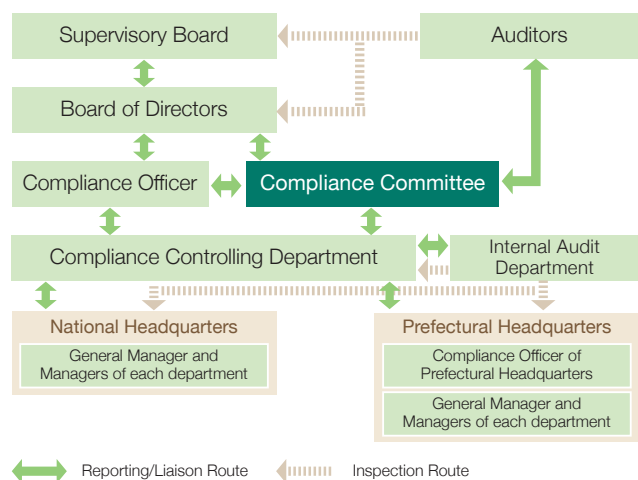 Supervisory Board
Auditors
Board of Directors
Compliance Officer
Compliance Committee
Compliance Controlling Department
Internal Audit
Department
National Headquarters
General Manager and
Managers of each department
Prefectural Headquarters
Compliance Officer of
Prefectural Headquarters
General Manager and
Managers of each department
Reporting/Liaison Route
Inspection Route